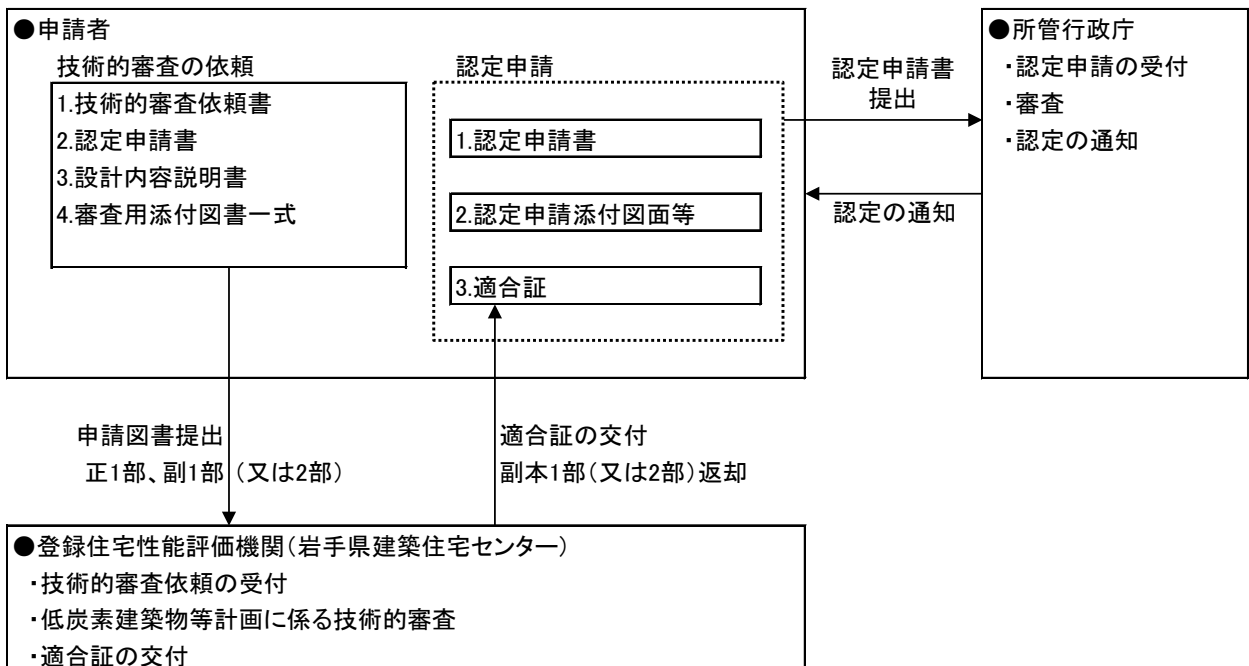 ●申請者
技術的審査の依頼
1.技術的審査依頼書
2.認定申請書
3.設計内容説明書
4.審査用添付図書一式
認定申請
1.認定申請書
2.認定申請添付図面等
3.適合証
認定申請書
提出
認定の通知
●所管行政庁
・認定申請の受付
・審査
・認定の通知
申請図書提出
正1部、副1部（又は2部）
適合証の交付
副本1部（又は2部）返却
●登録住宅性能評価機関（岩手県建築住宅センター）
・技術的審査依頼の受付
・低炭素建築物等計画に係る技術的審査
・適合証の交付